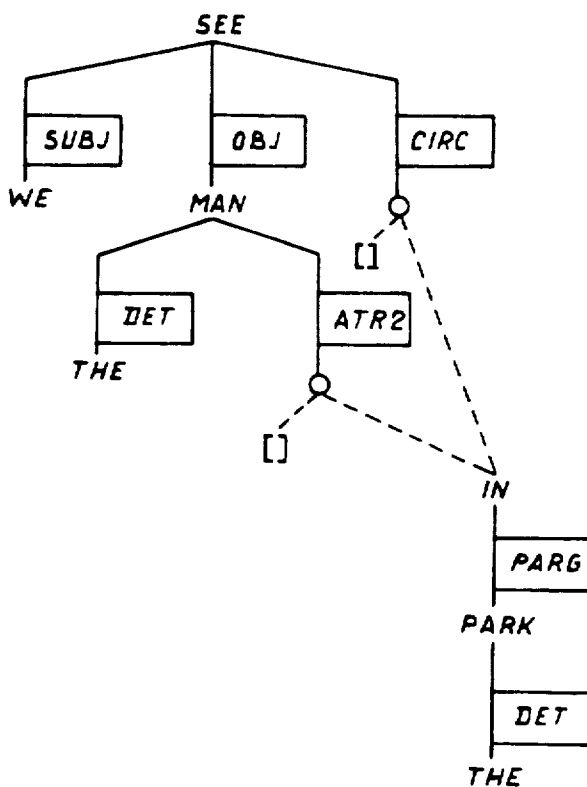 SEE
SUBJ OBJ CIRC
WE MAN
[]
DET ATR2
THE
[]
IN
PARG
PARK
DET
THE